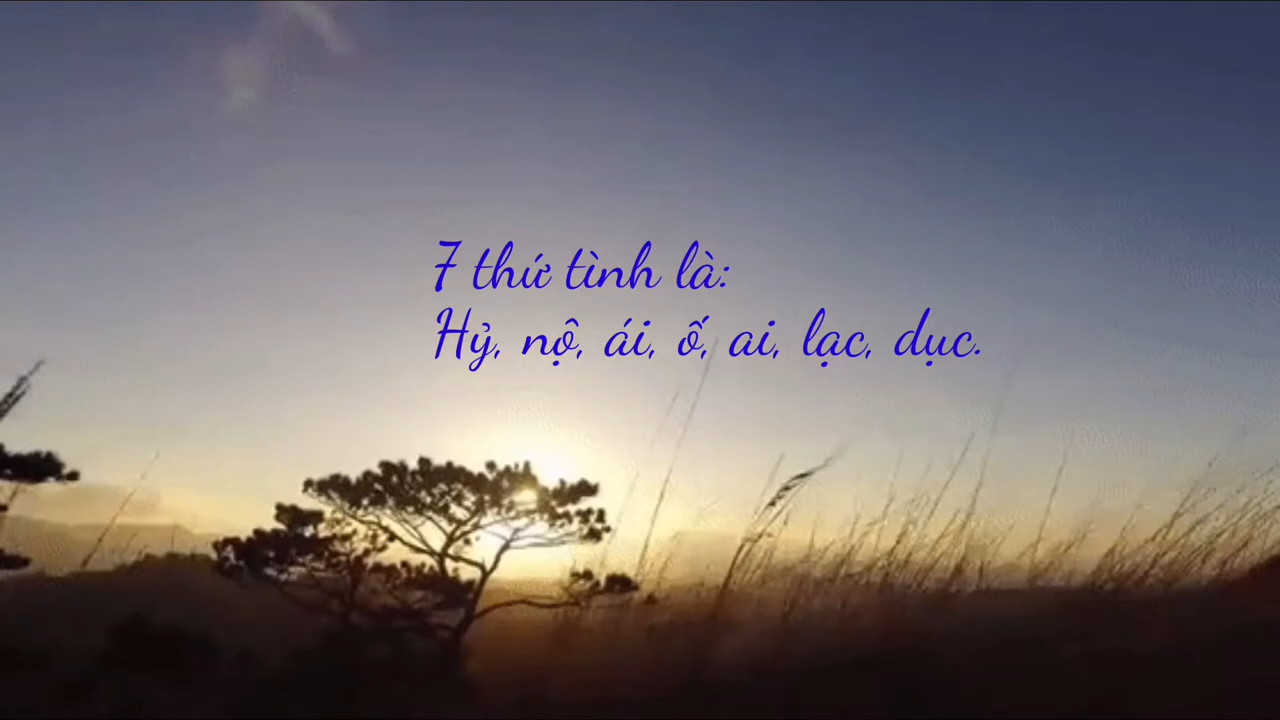 7 thứ tình là:
Hỷ, nộ, ái, ố, ai, lạc, dục.